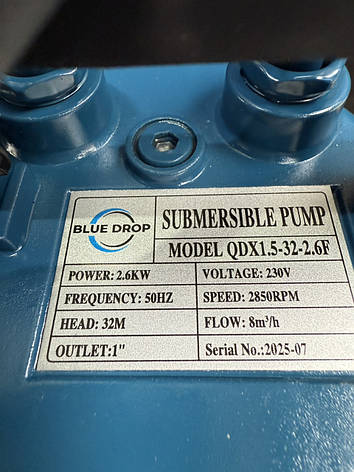 BLUE DROP
SUBMERSIBLE PUMP
MODEL QDX1.5-32-2.6F
POWER: 2.6KW
VOLTAGE: 230V
FREQUENCY: 50HZ
SPEED: 2850RPM
HEAD: 32M
FLOW: 8m³/h
OUTLET:1"
Serial No.:2025-07